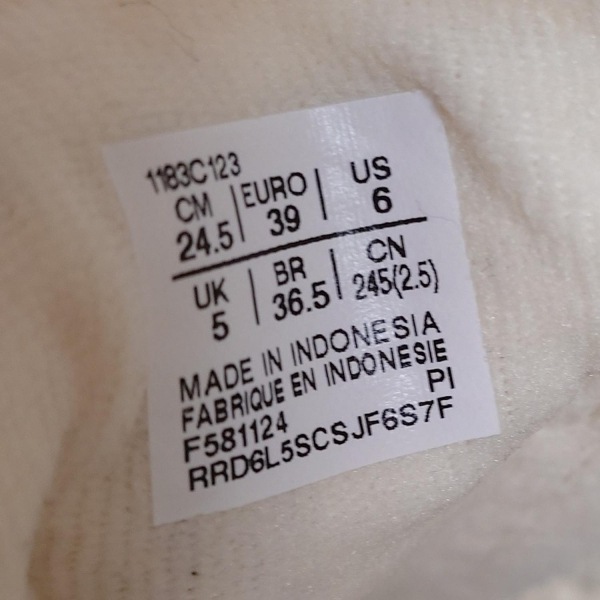 1183C123
CM EURO US
24.5 39 6
UK BR CN
5 36.5 245(2.5)
MADE IN INDONESIA
FABRIQUE EN INDONESIE
F581124 PI
RRD6L5SCSJF6S7F